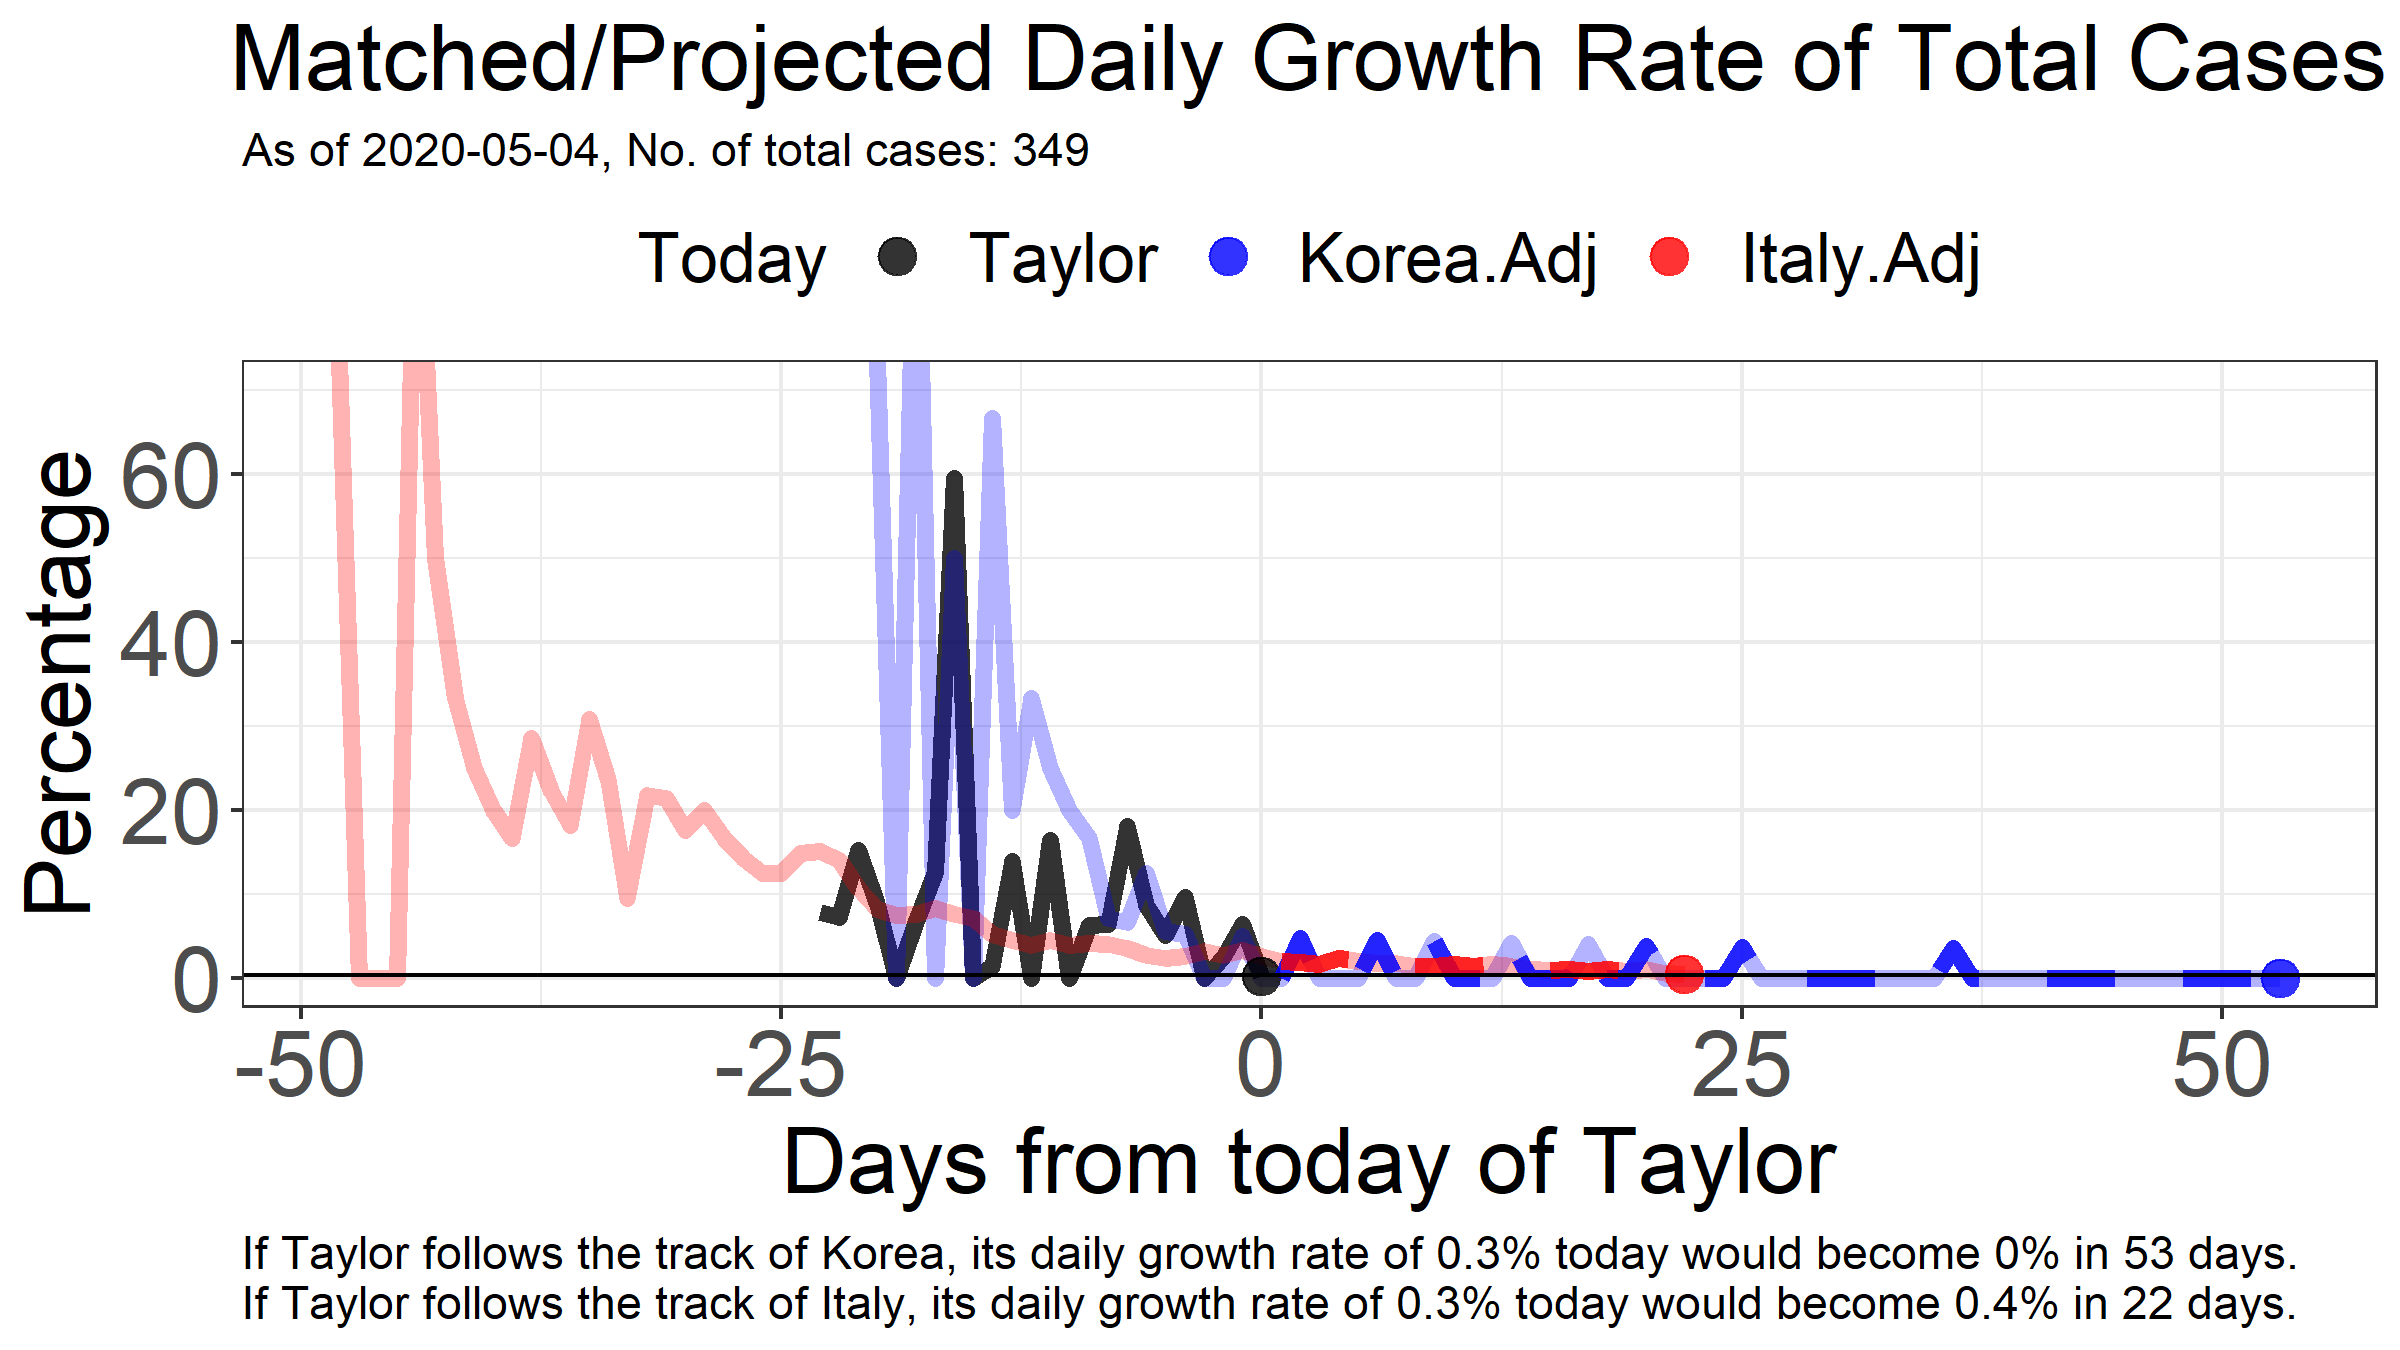 Matched/Projected Daily Growth Rate of Total Cases
As of 2020-05-04, No. of total cases: 349
Today Taylor Korea.Adj Italy.Adj
Percentage
60
40
20
0
-50 -25 0 25 50
Days from today of Taylor
If Taylor follows the track of Korea, its daily growth rate of 0.3% today would become 0% in 53 days.
If Taylor follows the track of Italy, its daily growth rate of 0.3% today would become 0.4% in 22 days.